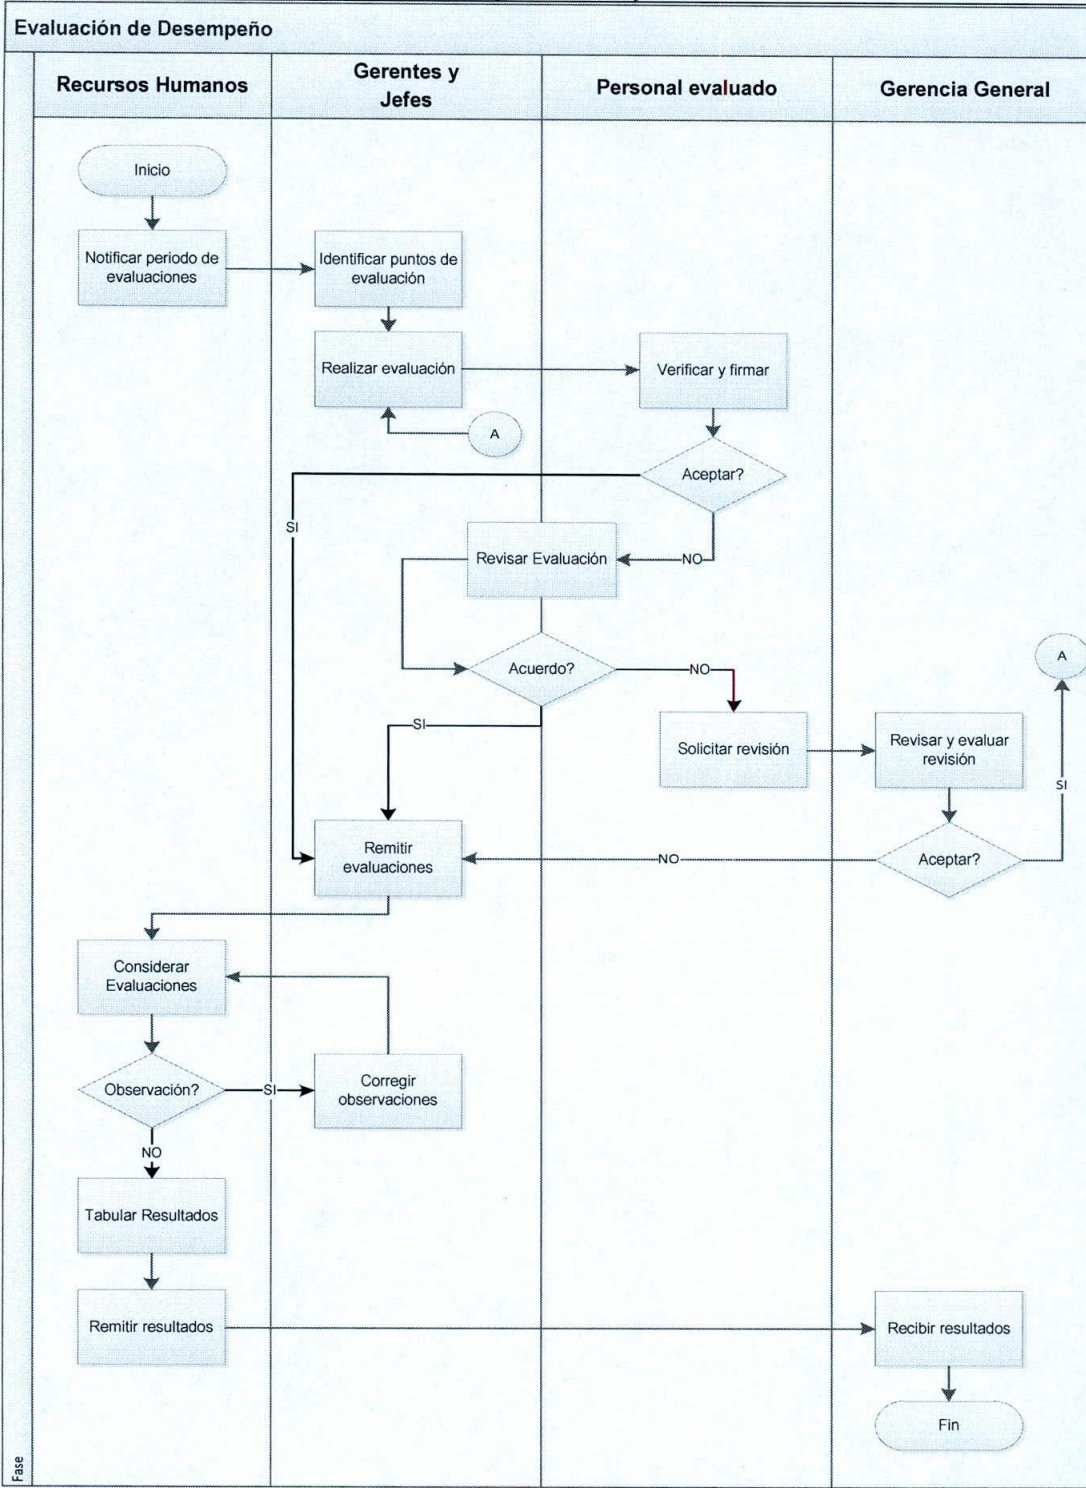 Evaluación de Desempeño
Recursos Humanos
Gerentes y
Jefes
Personal evaluado
Gerencia General
Inicio
Notificar periodo de
evaluaciones
Identificar puntos de
evaluación
Realizar evaluación
Verificar y firmar
A
Aceptar?
SI
NO
Revisar Evaluación
Acuerdo?
NO
SI
Solicitar revisión
Revisar y evaluar
revisión
A
SI
Aceptar?
NO
Remitir
evaluaciones
Considerar
Evaluaciones
Observación?
SI
Corregir
observaciones
NO
Tabular Resultados
Remitir resultados
Recibir resultados
Fin
Fase